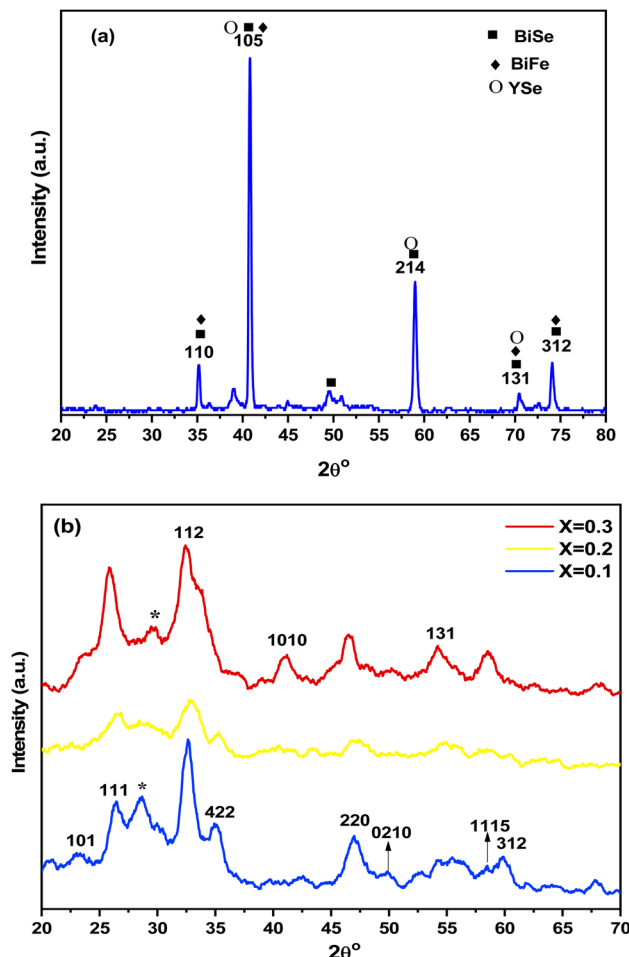 (a)
O ■ ◆
105
■ BiSe
◆ BiFe
O YSe
O
■
214
◆
■
110
■
O
◆
■
131
◆
■
312
Intensity (a.u.)
20 25 30 35 40 45 50 55 60 65 70 75 80
2θ°
(b)
X=0.3
X=0.2
X=0.1
112
*
1010
131
111
*
101
422
220
0210
1115
312
Intensity (a.u.)
20 25 30 35 40 45 50 55 60 65 70
2θ°